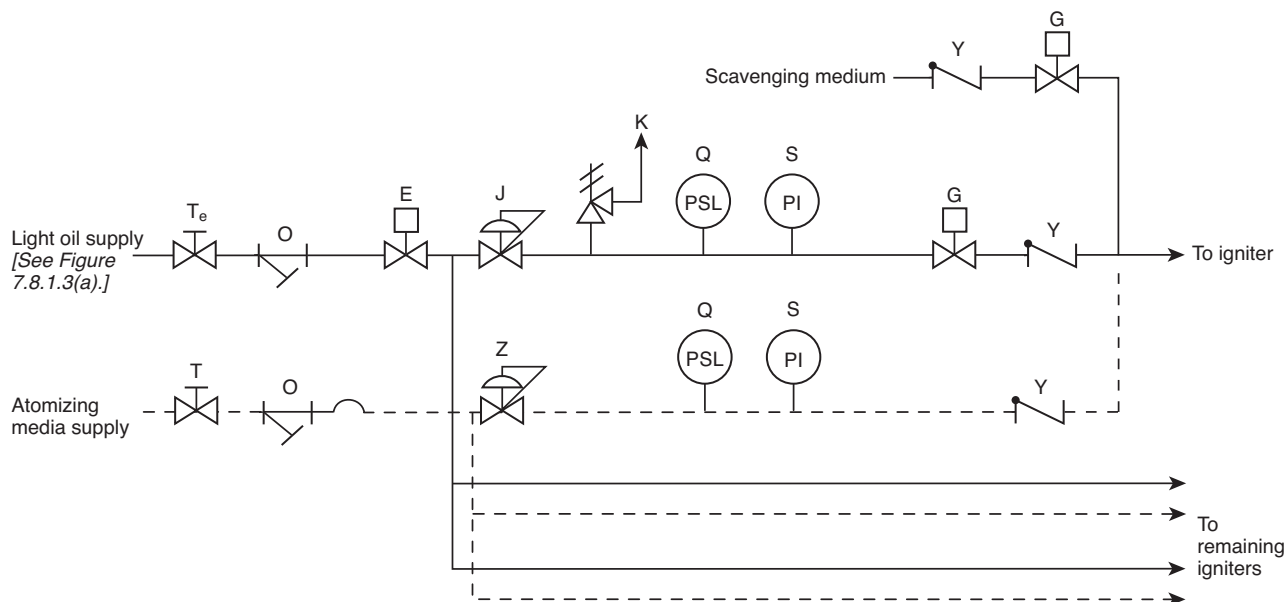 G
Y
Scavenging medium
K
Q
S
E
J
PSL
PI
G
Tₑ
O
Y
Light oil supply
[See Figure
7.8.1.3(a).]
To igniter
Q
S
Z
T
O
PSL
PI
Y
Atomizing
media supply
To
remaining
igniters